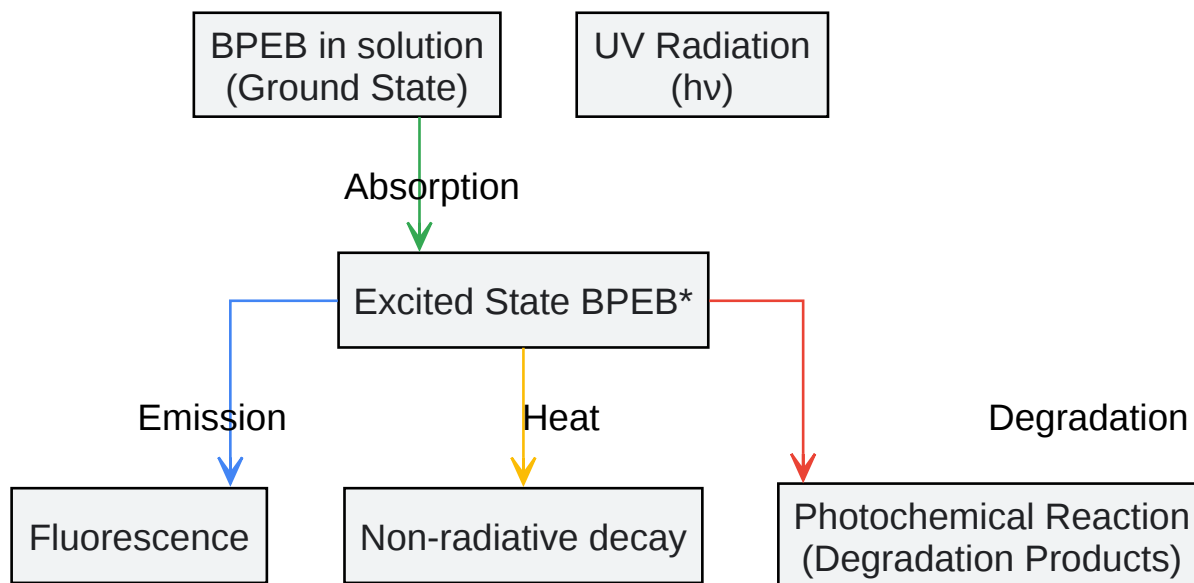 BPEB in solution
(Ground State)
UV Radiation
(hν)
Absorption
Excited State BPEB*
Emission
Heat
Degradation
Fluorescence
Non-radiative decay
Photochemical Reaction
(Degradation Products)